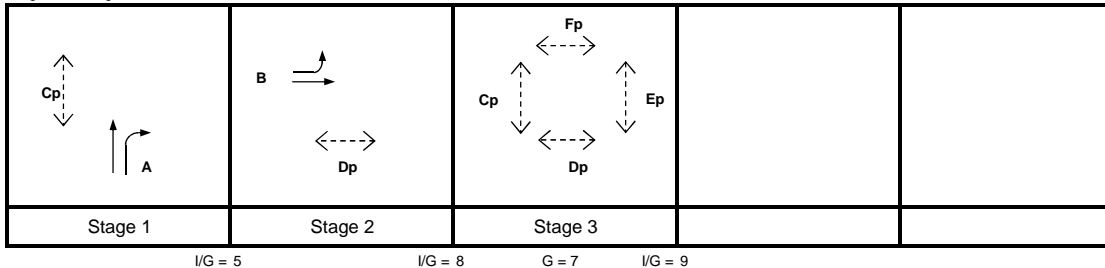 Fp
B
Cp
Cp
Ep
A
Dp
Dp
Stage 1
Stage 2
Stage 3
I/G = 5
I/G = 8
G = 7
I/G = 9